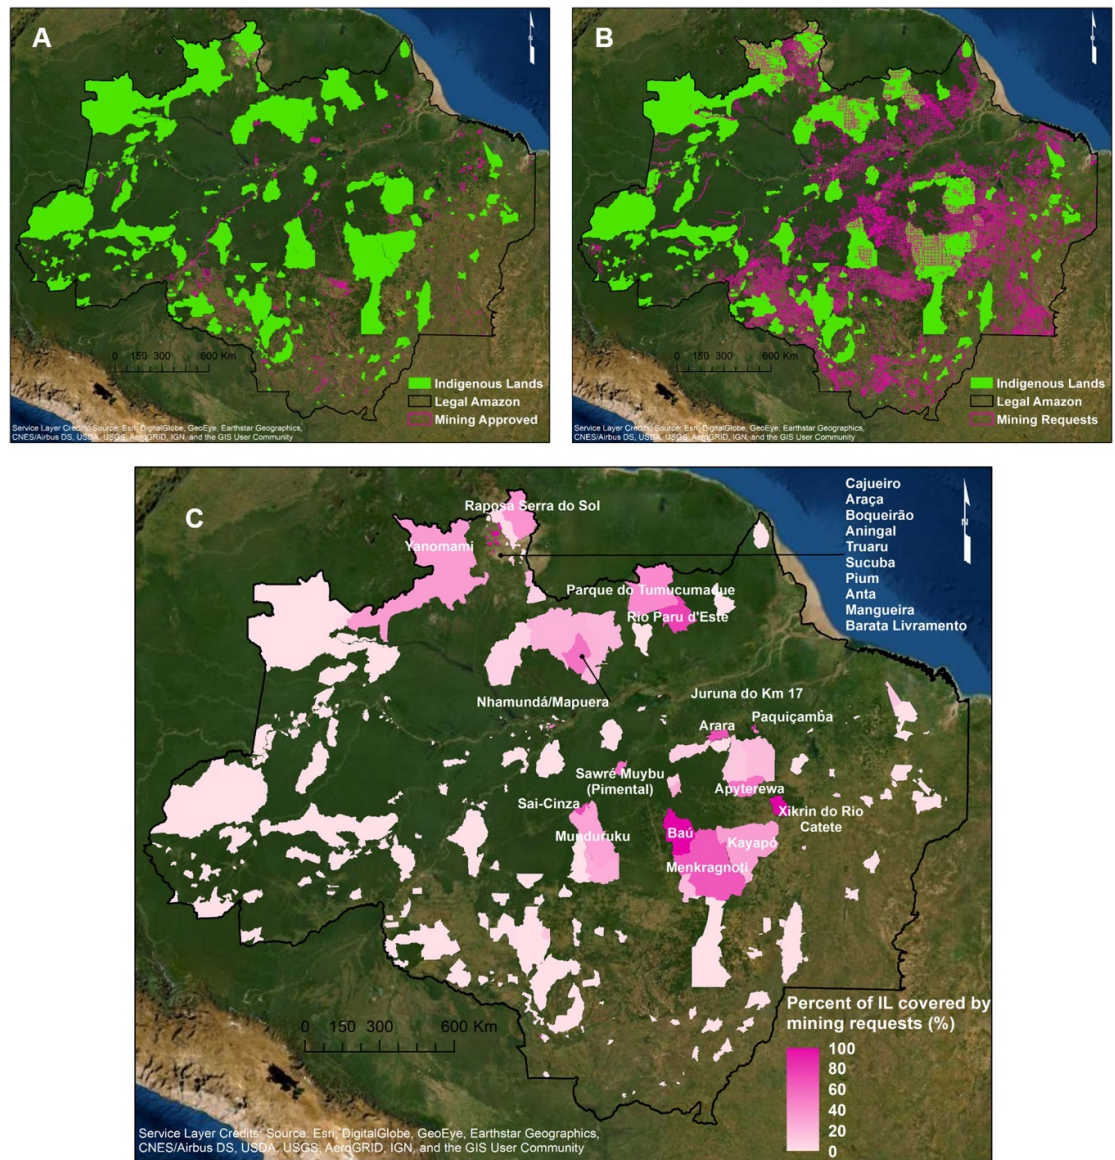 A
N
0 159 300 600 Km
Indigenous Lands
Legal Amazon
Mining Approved
Service Layer Credits: Source: Esri, DigitalGlobe, GeoEye, Earthstar Geographics,
CNES/Airbus DS, USDA, USGS, AeroGRID, IGN, and the GIS User Community
B
N
0 159 300 600 Km
Indigenous Lands
Legal Amazon
Mining Requests
Service Layer Credits: Source: Esri, DigitalGlobe, GeoEye, Earthstar Geographics,
CNES/Airbus DS, USDA, USGS, AeroGRID, IGN, and the GIS User Community
C
N
Cajueiro
Araça
Boqueirão
Aningal
Truaru
Sucuba
Pium
Anta
Mangueira
Barata Livramento
Raposa Serra do Sol
Yanomami
Parque do Tumucumaque
Rio Paru d'Este
Nhamundá/Mapuera
Juruna do Km 17
Paquiçamba
Arara
Sawré Muybu
(Pimental)
Apyterewa
Sai-Cinza
Xikrin do Rio
Catete
Munduruku
Baú
Kayapó
Menkragnoti
0 150 300 600 Km
Percent of IL covered by
mining requests (%)
100
80
60
40
20
0
Service Layer Credits: Source: Esri, DigitalGlobe, GeoEye, Earthstar Geographics,
CNES/Airbus DS, USDA, USGS, AeroGRID, IGN, and the GIS User Community